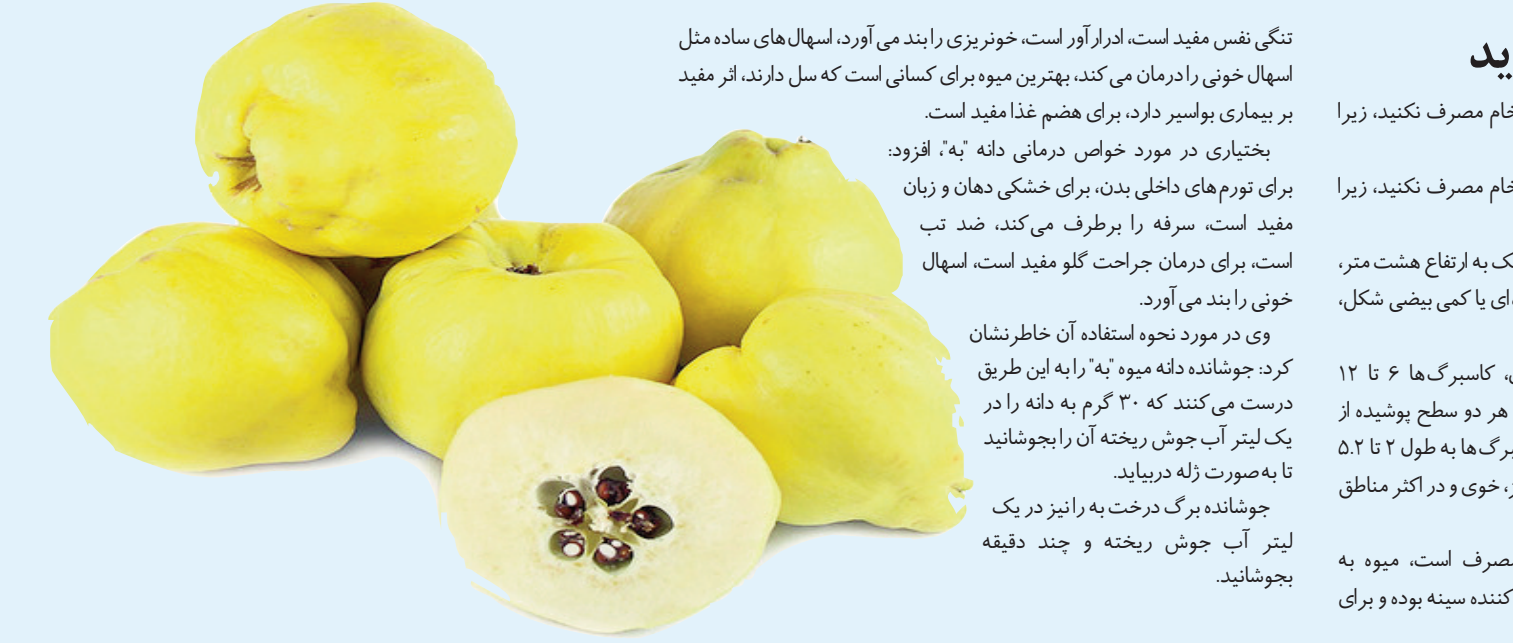 ید
خام مصرف نکنید، زیرا
خام مصرف نکنید، زیرا
به ارتفاع هشت متر،
یا کمی بیضی شکل،
کاسبرگ‌ها ۶ تا ۱۲
هر دو سطح پوشیده از
به طول ۲ تا ۵.۲
خوی و در اکثر مناطق
مصرف است، میوه به
کننده سینه بوده و برای
تنگی نفس مفید است، ادرارآور است، خونریزی را بند می‌آورد، اسهال‌های ساده مثل
اسهال خونی را درمان می‌کند، بهترین میوه برای کسانی است که سل دارند، اثر مفید
بر بیماری بواسیر دارد، برای هضم غذا مفید است.
بختیاری در مورد خواص درمانی دانه "به"، افزود:
برای تورم‌های داخلی بدن، برای خشکی دهان و زبان
مفید است، سرفه را برطرف می‌کند، ضد تب
است، برای درمان جراحت گلو مفید است، اسهال
خونی را بند می‌آورد.
وی در مورد نحوه استفاده آن خاطرنشان
کرد: جوشانده دانه میوه "به" را به این طریق
درست می‌کنند که ۳۰ گرم به دانه را در
یک لیتر آب جوش ریخته آن را بجوشانید
تا به‌صورت ژله دربیاید.
جوشانده برگ درخت به را نیز در یک
لیتر آب جوش ریخته و چند دقیقه
بجوشانید.